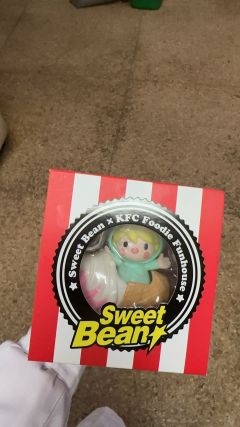 Sweet Bean × KFC Foodie Funhouse
Sweet
Bean